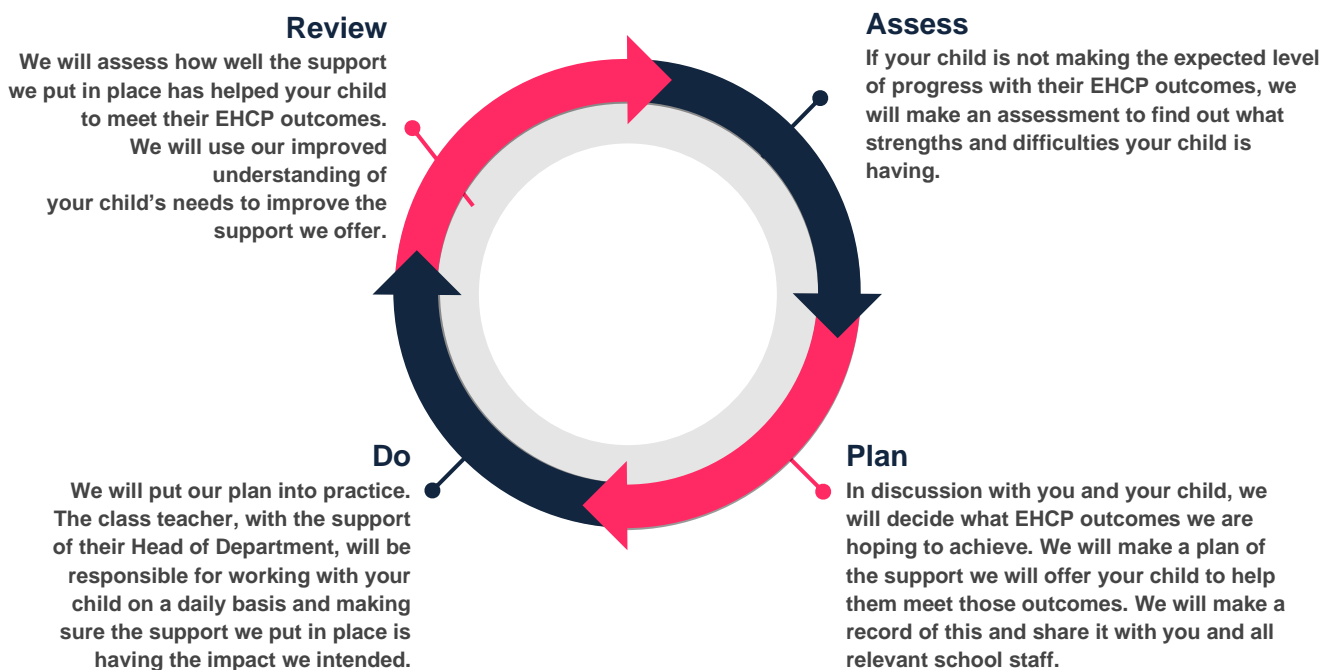 Review
We will assess how well the support
we put in place has helped your child
to meet their EHCP outcomes.
We will use our improved
understanding of
your child’s needs to improve the
support we offer.
Assess
If your child is not making the expected level
of progress with their EHCP outcomes, we
will make an assessment to find out what
strengths and difficulties your child is
having.
Do
We will put our plan into practice.
The class teacher, with the support
of their Head of Department, will be
responsible for working with your
child on a daily basis and making
sure the support we put in place is
having the impact we intended.
Plan
In discussion with you and your child, we
will decide what EHCP outcomes we are
hoping to achieve. We will make a plan of
the support we will offer your child to help
them meet those outcomes. We will make a
record of this and share it with you and all
relevant school staff.